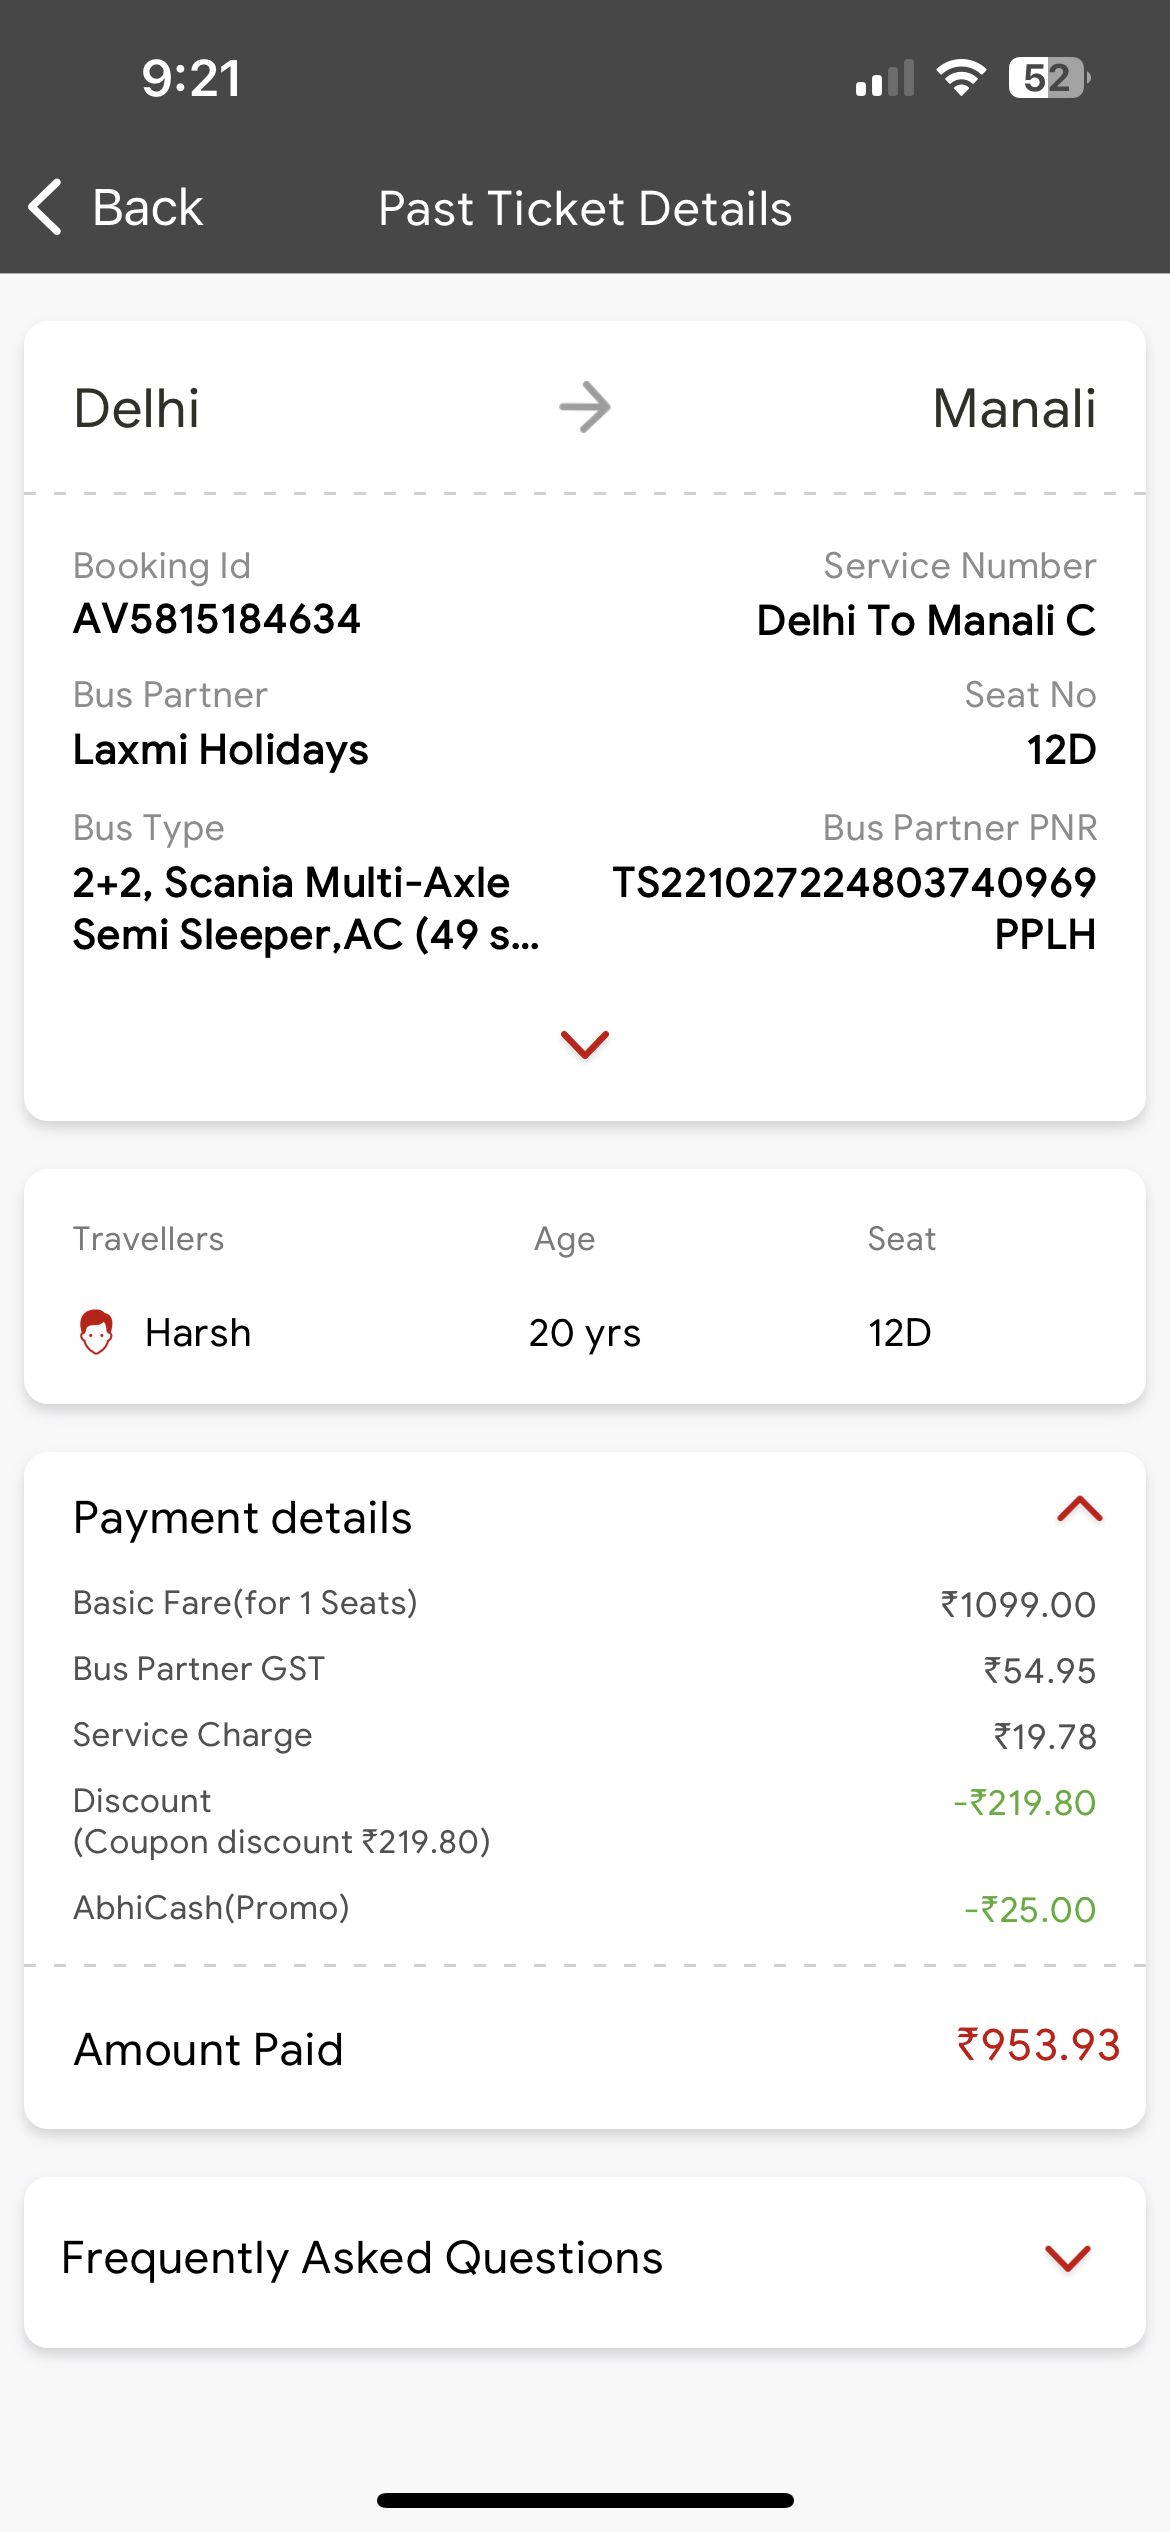 9:21
52
Back
Past Ticket Details
Delhi
Manali
Booking Id
Service Number
AV5815184634
Delhi To Manali C
Bus Partner
Seat No
Laxmi Holidays
12D
Bus Type
Bus Partner PNR
2+2, Scania Multi-Axle
Semi Sleeper,AC (49 s...
TS221027224803740969
PPLH
Travellers
Age
Seat
Harsh
20 yrs
12D
Payment details
Basic Fare(for 1 Seats)
₹1099.00
Bus Partner GST
₹54.95
Service Charge
₹19.78
Discount
-₹219.80
(Coupon discount ₹219.80)
AbhiCash(Promo)
-₹25.00
Amount Paid
₹953.93
Frequently Asked Questions